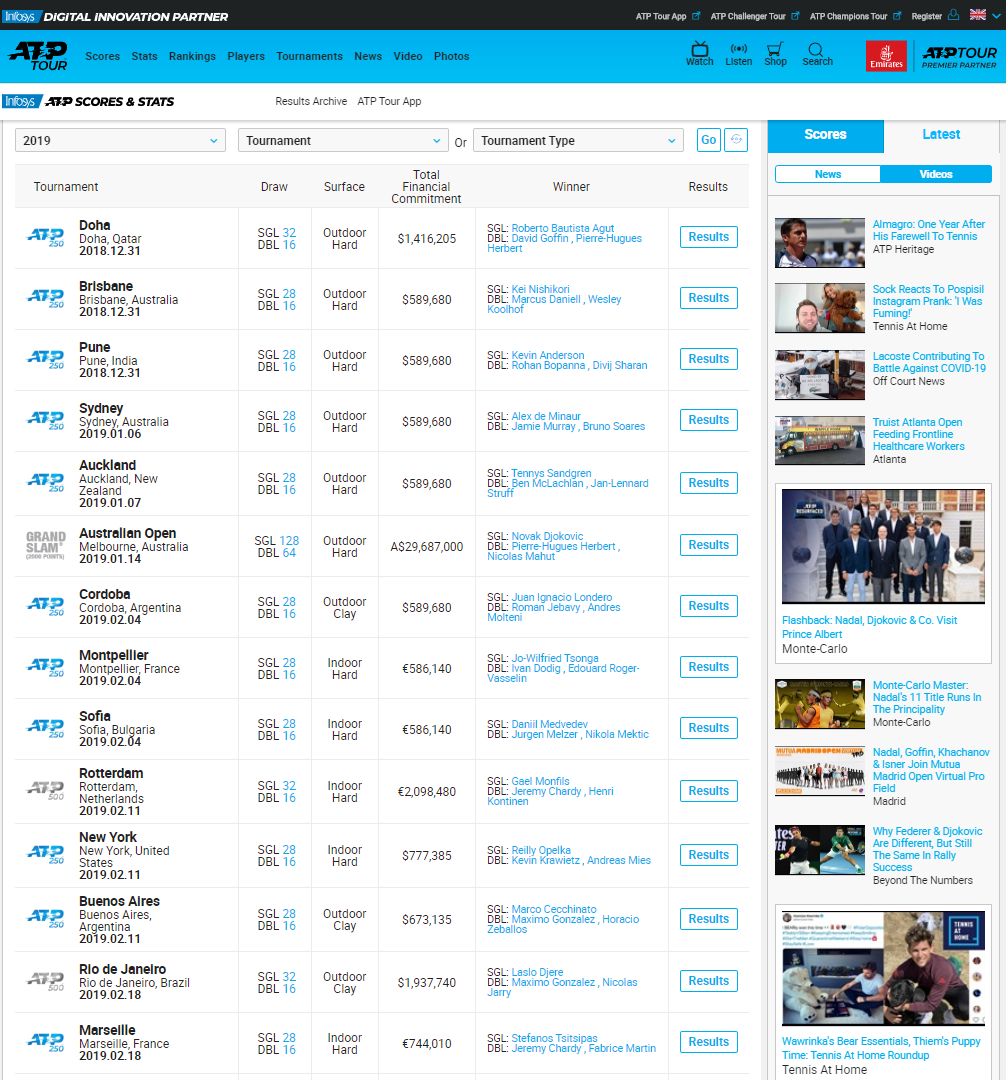 Infosys DIGITAL INNOVATION PARTNER
ATP Tour App ATP Challenger Tour ATP Champions Tour Register
ATP TOUR
Scores Stats Rankings Players Tournaments News Video Photos
Watch Listen Shop Search
Emirates
ATP TOUR
PREMIER PARTNER
Infosys ATP SCORES & STATS
Results Archive ATP Tour App
2019 Tournament Or Tournament Type Go
Tournament Draw Surface Total Financial Commitment Winner Results
ATP 250
Doha
Doha, Qatar
2018.12.31
SGL 32
DBL 16
Outdoor
Hard
$1,416,205
SGL: Roberto Bautista Agut
DBL: David Goffin , Pierre-Hugues
Herbert
Results
ATP 250
Brisbane
Brisbane, Australia
2018.12.31
SGL 28
DBL 16
Outdoor
Hard
$589,680
SGL: Kei Nishikori
DBL: Marcus Daniell , Wesley
Koolhof
Results
ATP 250
Pune
Pune, India
2018.12.31
SGL 28
DBL 16
Outdoor
Hard
$589,680
SGL: Kevin Anderson
DBL: Rohan Bopanna , Divij Sharan
Results
ATP 250
Sydney
Sydney, Australia
2019.01.06
SGL 28
DBL 16
Outdoor
Hard
$589,680
SGL: Alex de Minaur
DBL: Jamie Murray , Bruno Soares
Results
ATP 250
Auckland
Auckland, New
Zealand
2019.01.07
SGL 28
DBL 16
Outdoor
Hard
$589,680
SGL: Tennys Sandgren
DBL: Ben McLachlan , Jan-Lennard
Struff
Results
GRAND
SLAM
(2000 POINTS)
Australian Open
Melbourne, Australia
2019.01.14
SGL 128
DBL 64
Outdoor
Hard
A$29,687,000
SGL: Novak Djokovic
DBL: Pierre-Hugues Herbert ,
Nicolas Mahut
Results
ATP 250
Cordoba
Cordoba, Argentina
2019.02.04
SGL 28
DBL 16
Outdoor
Clay
$589,680
SGL: Juan Ignacio Londero
DBL: Roman Jebavy , Andres
Molteni
Results
ATP 250
Montpellier
Montpellier, France
2019.02.04
SGL 28
DBL 16
Indoor
Hard
€586,140
SGL: Jo-Wilfried Tsonga
DBL: Ivan Dodig , Edouard Roger-
Vasselin
Results
ATP 250
Sofia
Sofia, Bulgaria
2019.02.04
SGL 28
DBL 16
Indoor
Hard
€586,140
SGL: Daniil Medvedev
DBL: Jurgen Melzer , Nikola Mektic
Results
ATP 500
Rotterdam
Rotterdam,
Netherlands
2019.02.11
SGL 32
DBL 16
Indoor
Hard
€2,098,480
SGL: Gael Monfils
DBL: Jeremy Chardy , Henri
Kontinen
Results
ATP 250
New York
New York, United
States
2019.02.11
SGL 28
DBL 16
Indoor
Hard
$777,385
SGL: Reilly Opelka
DBL: Kevin Krawietz , Andreas Mies
Results
ATP 250
Buenos Aires
Buenos Aires,
Argentina
2019.02.11
SGL 28
DBL 16
Outdoor
Clay
$673,135
SGL: Marco Cecchinato
DBL: Maximo Gonzalez , Horacio
Zeballos
Results
ATP 500
Rio de Janeiro
Rio de Janeiro, Brazil
2019.02.18
SGL 32
DBL 16
Outdoor
Clay
$1,937,740
SGL: Laslo Djere
DBL: Maximo Gonzalez , Nicolas
Jarry
Results
ATP 250
Marseille
Marseille, France
2019.02.18
SGL 28
DBL 16
Indoor
Hard
€744,010
SGL: Stefanos Tsitsipas
DBL: Jeremy Chardy , Fabrice Martin
Results
Scores Latest
News Videos
Almagro: One Year After
His Farewell To Tennis
ATP Heritage
Sock Reacts To Pospisil
Instagram Prank: 'I Was
Fuming!'
Tennis At Home
Lacoste Contributing To
Battle Against COVID-19
Off Court News
Truist Atlanta Open
Feeding Frontline
Healthcare Workers
Atlanta
ATP
RESURFACED
Flashback: Nadal, Djokovic & Co. Visit
Prince Albert
Monte-Carlo
Monte-Carlo Master:
Nadal's 11 Title Runs In
The Principality
Monte-Carlo
MUTUA MADRID OPEN
Nadal, Goffin, Khachanov
& Isner Join Mutua
Madrid Open Virtual Pro
Field
Madrid
Why Federer & Djokovic
Are Different, But Still
The Same In Rally
Success
Beyond The Numbers
TENNIS
AT HOME
Wawrinka's Bear Essentials, Thiem's Puppy
Time: Tennis At Home Roundup
Tennis At Home